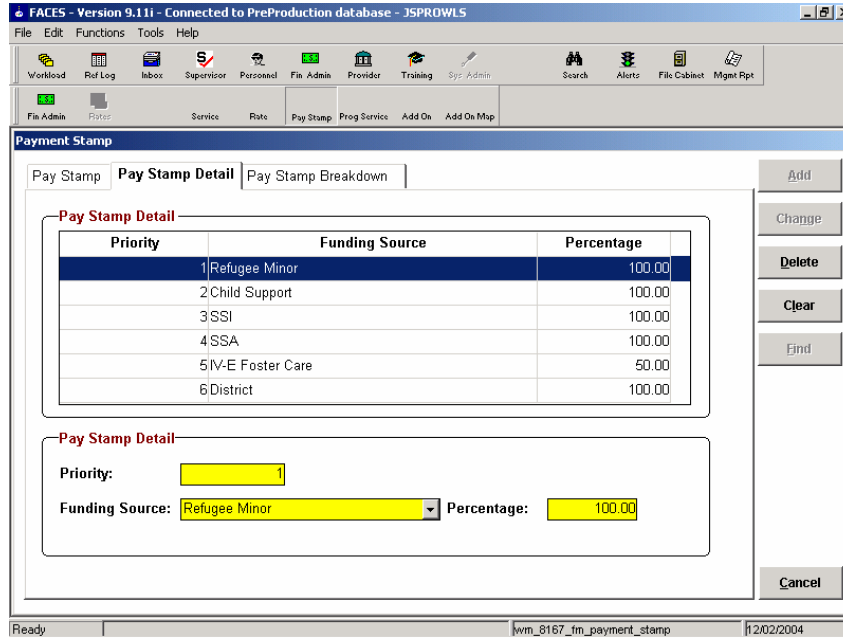 FACES - Version 9.11i - Connected to PreProduction database - JSPROWLS
File Edit Functions Tools Help
Workload Ref Log Inbox Supervisor Personnel Fin Admin Provider Training Sys Admin Search Alerts File Cabinet Mgmt Rpt
Fin Admin Rates Service Rate Pay Stamp Prog Service Add On Add On Map
Payment Stamp
Pay Stamp Pay Stamp Detail Pay Stamp Breakdown
Add
Change
Delete
Clear
Find
Pay Stamp Detail
Priority Funding Source Percentage
1 Refugee Minor 100.00
2 Child Support 100.00
3 SSI 100.00
4 SSA 100.00
5 IV-E Foster Care 50.00
6 District 100.00
Pay Stamp Detail
Priority: 1
Funding Source: Refugee Minor Percentage: 100.00
Cancel
Ready wm_8167_fm_payment_stamp 12/02/2004